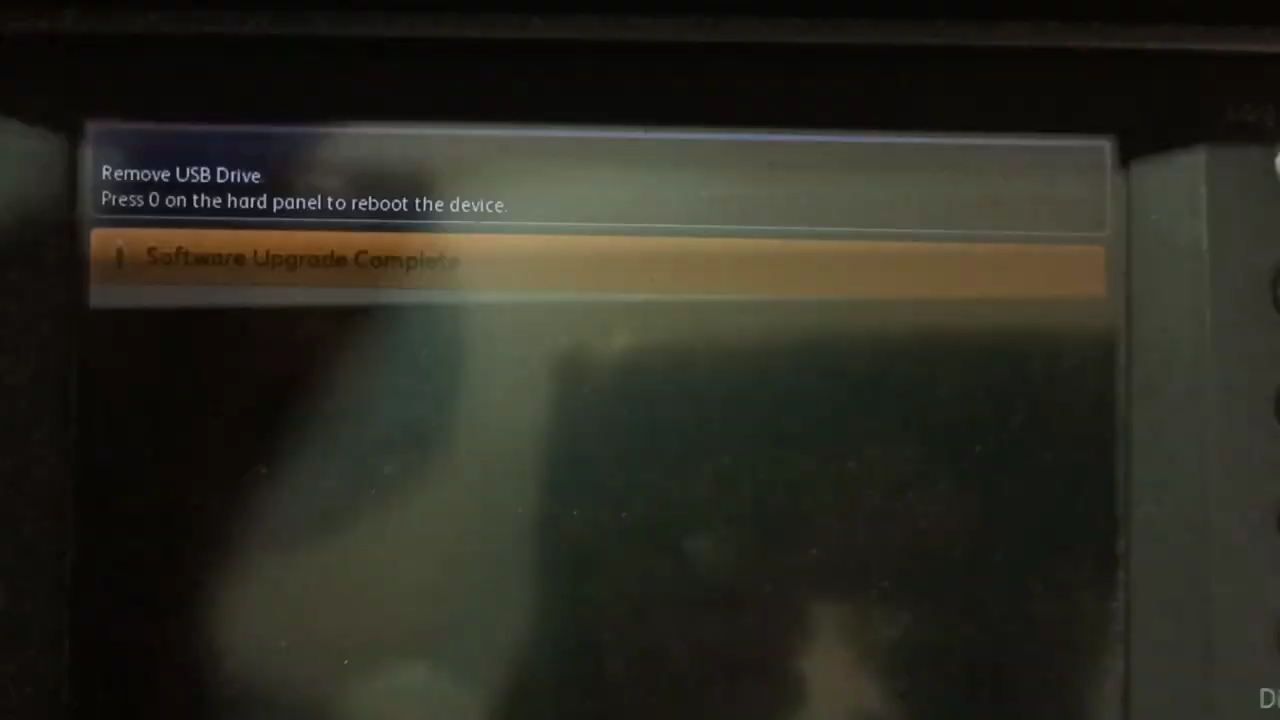 Remove USB Drive
Press 0 on the hard panel to reboot the device.
Software Upgrade Complete